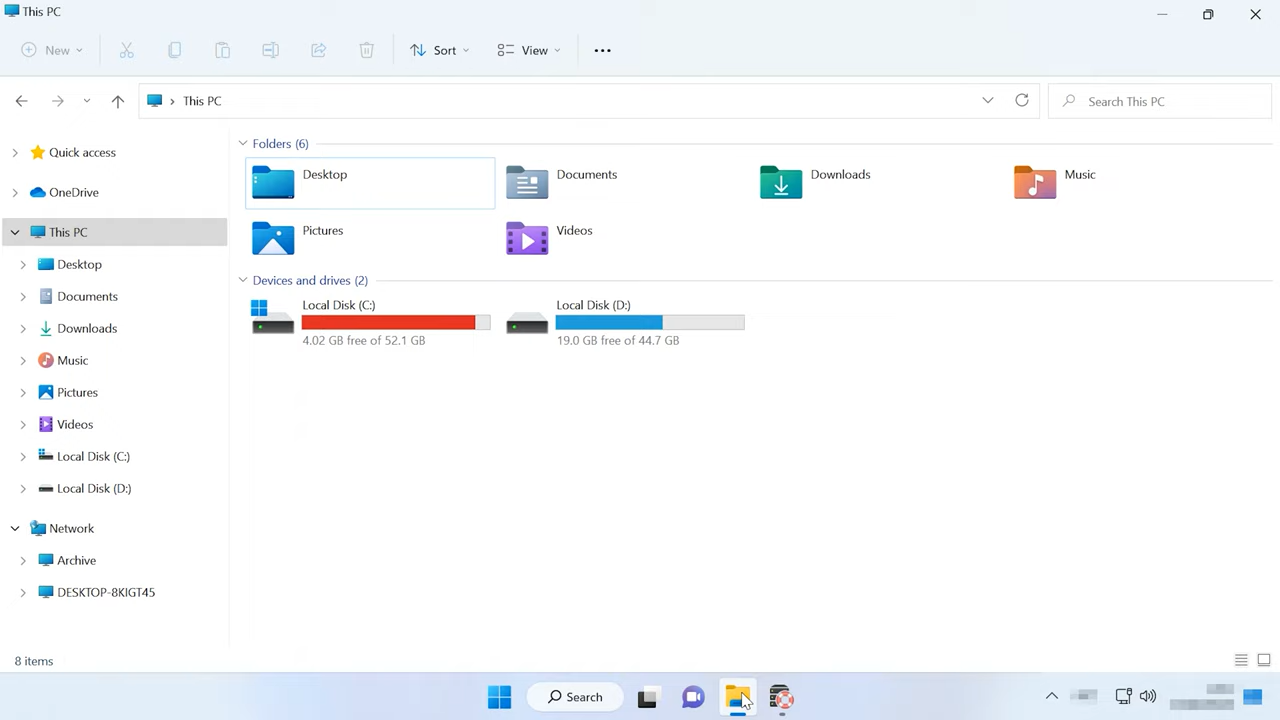 This PC
New
Sort
View
This PC
Search This PC
Quick access
OneDrive
This PC
Desktop
Documents
Downloads
Music
Pictures
Videos
Local Disk (C:)
Local Disk (D:)
Network
Archive
DESKTOP-8KIGT45
Folders (6)
Desktop
Documents
Downloads
Music
Pictures
Videos
Devices and drives (2)
Local Disk (C:)
4.02 GB free of 52.1 GB
Local Disk (D:)
19.0 GB free of 44.7 GB
8 items
Search